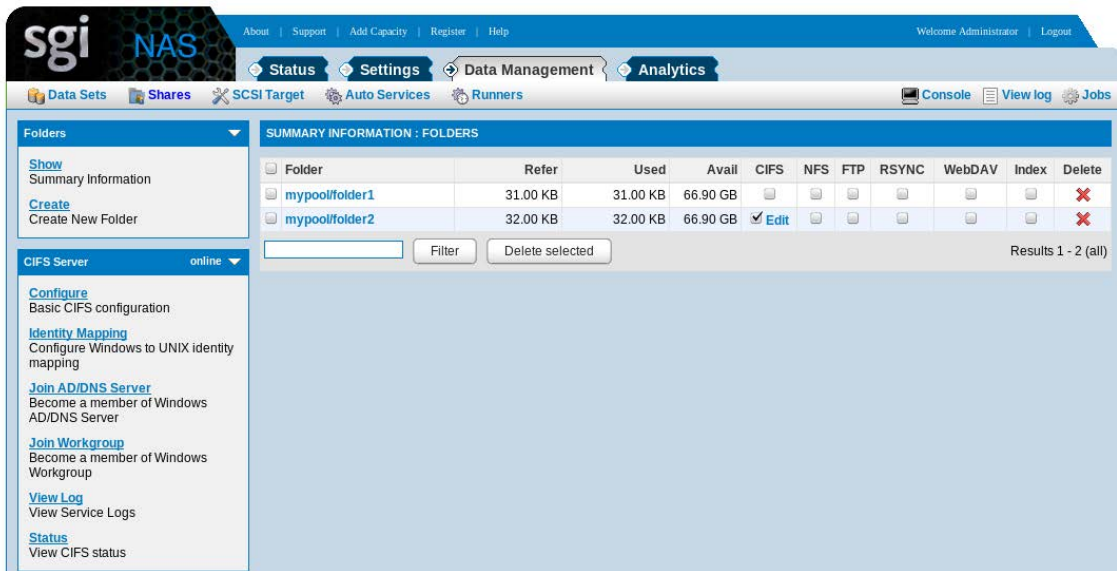 sgi NAS
About | Support | Add Capacity | Register | Help
Welcome Administrator | Logout
Status Settings Data Management Analytics
Data Sets Shares SCSI Target Auto Services Runners
Console View log Jobs
Folders
Show
Summary Information
Create
Create New Folder
CIFS Server online
Configure
Basic CIFS configuration
Identity Mapping
Configure Windows to UNIX identity
mapping
Join AD/DNS Server
Become a member of Windows
AD/DNS Server
Join Workgroup
Become a member of Windows
Workgroup
View Log
View Service Logs
Status
View CIFS status
SUMMARY INFORMATION : FOLDERS
Folder Refer Used Avail CIFS NFS FTP RSYNC WebDAV Index Delete
mypool/folder1 31.00 KB 31.00 KB 66.90 GB
mypool/folder2 32.00 KB 32.00 KB 66.90 GB Edit
Filter Delete selected Results 1 - 2 (all)